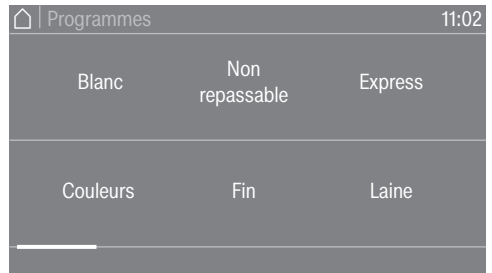 Programmes 11:02
Blanc Non repassable Express
Couleurs Fin Laine